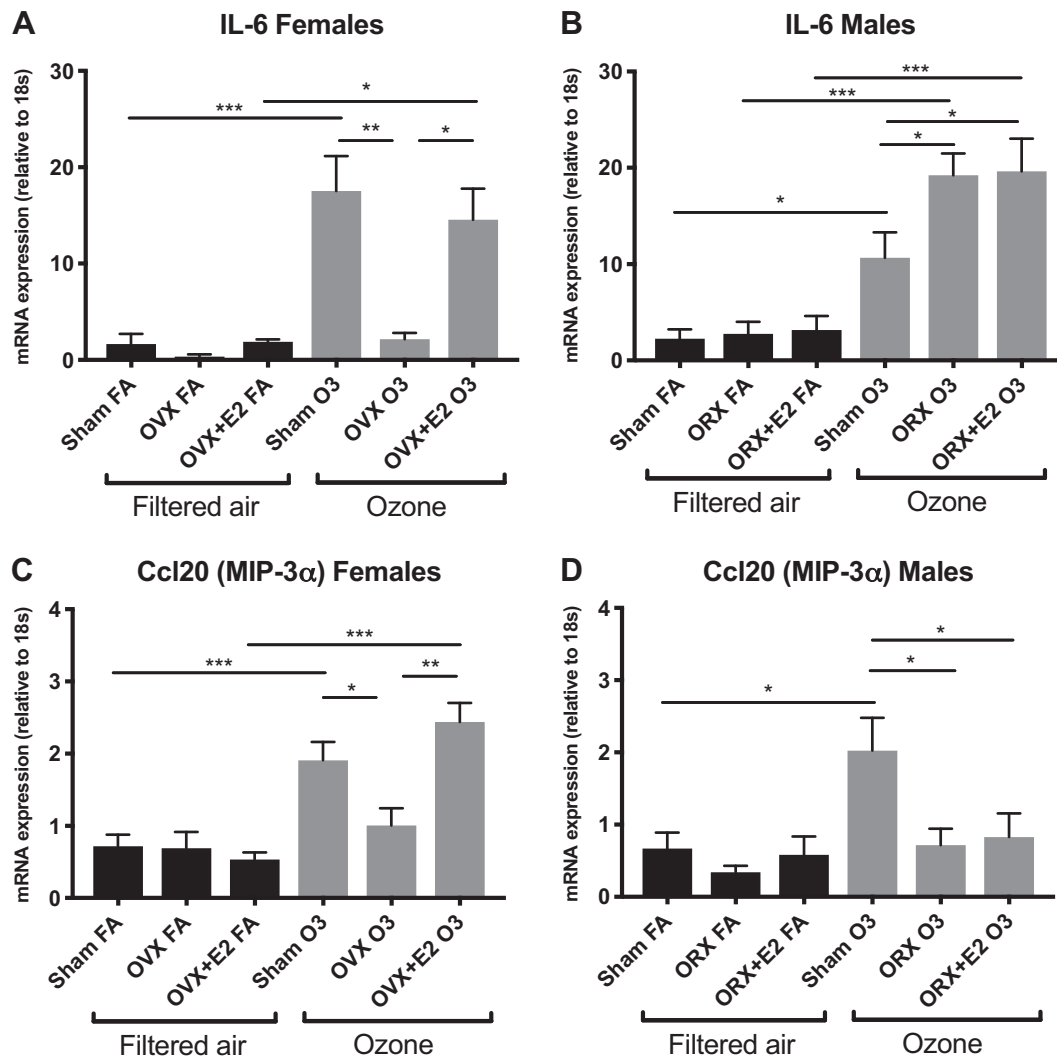 A
IL-6 Females
mRNA expression (relative to 18s)
30
20
10
0
***
*
**
*
Sham FA
OVX FA
OVX+E2 FA
Sham O3
OVX O3
OVX+E2 O3
Filtered air
Ozone
B
IL-6 Males
mRNA expression (relative to 18s)
30
20
10
0
***
***
*
*
*
Sham FA
ORX FA
ORX+E2 FA
Sham O3
ORX O3
ORX+E2 O3
Filtered air
Ozone
C
Ccl20 (MIP-3α) Females
mRNA expression (relative to 18s)
4
3
2
1
0
***
***
**
*
Sham FA
OVX FA
OVX+E2 FA
Sham O3
OVX O3
OVX+E2 O3
Filtered air
Ozone
D
Ccl20 (MIP-3α) Males
mRNA expression (relative to 18s)
4
3
2
1
0
*
*
*
Sham FA
ORX FA
ORX+E2 FA
Sham O3
ORX O3
ORX+E2 O3
Filtered air
Ozone